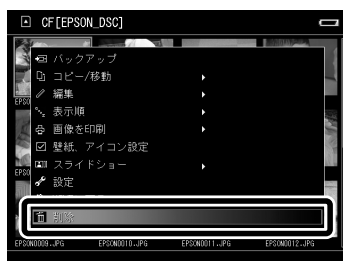 CF[EPSON_DSC]
バックアップ
コピー/移動
編集
表示順
画像を印刷
壁紙、アイコン設定
スライドショー
設定
削除
EPSON0009.JPG EPSON0010.JPG EPSON0011.JPG EPSON0012.JPG